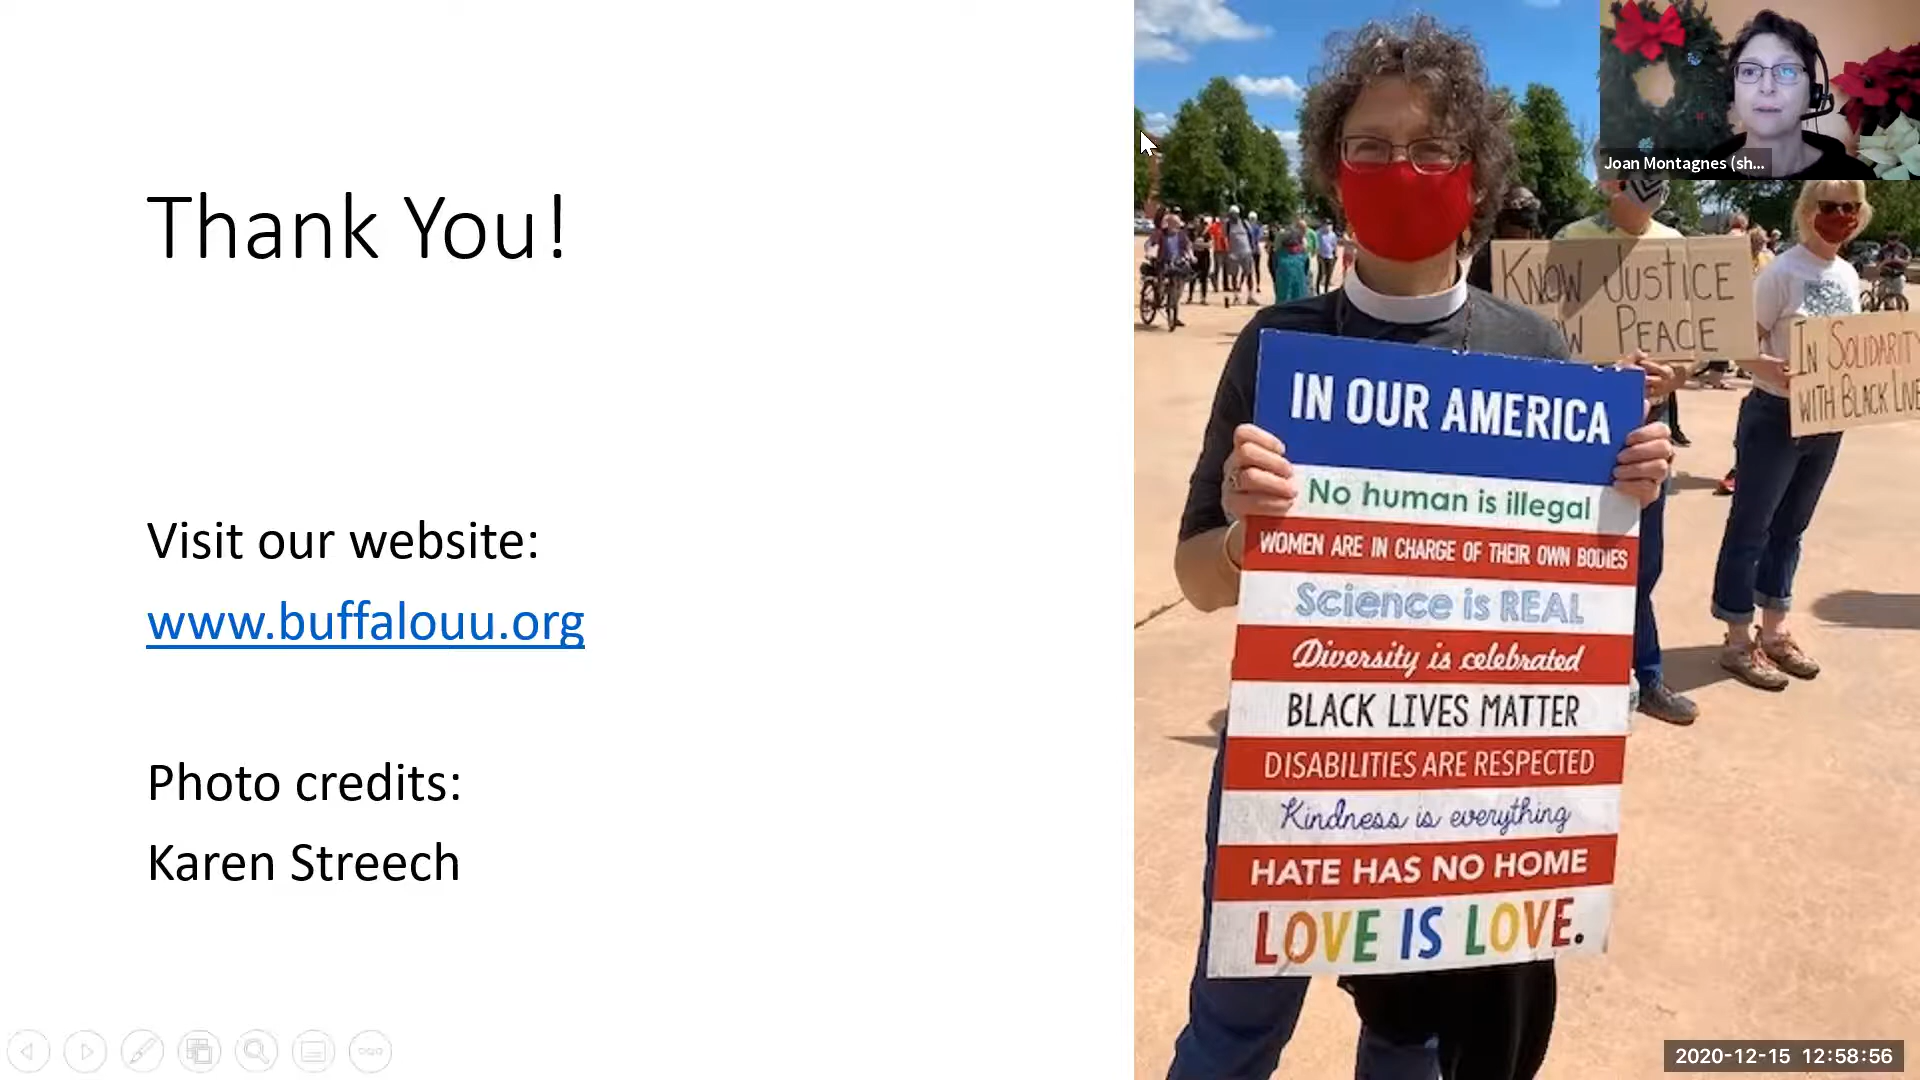 Thank You!
Visit our website:
www.buffalouu.org
Photo credits:
Karen Streech
Joan Montagnes (sh...
KNOW JUSTICE
PEACE
IN SOLIDARITY
WITH BLACK
IN OUR AMERICA
No human is illegal
WOMEN ARE IN CHARGE OF THEIR OWN BODIES
Science is REAL
Diversity is celebrated
BLACK LIVES MATTER
DISABILITIES ARE RESPECTED
Kindness is everything
HATE HAS NO HOME
LOVE IS LOVE.
2020-12-15 12:58:56